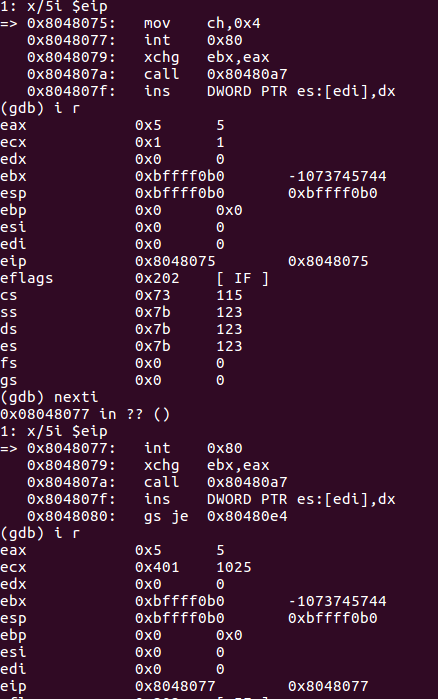 1: x/5i $eip
=> 0x8048075: mov ch,0x4
0x8048077: int 0x80
0x8048079: xchg ebx,eax
0x804807a: call 0x80480a7
0x804807f: ins DWORD PTR es:[edi],dx
(gdb) i r
eax 0x5 5
ecx 0x1 1
edx 0x0 0
ebx 0xbffff0b0 -1073745744
esp 0xbffff0b0 0xbffff0b0
ebp 0x0 0x0
esi 0x0 0
edi 0x0 0
eip 0x8048075 0x8048075
eflags 0x202 [ IF ]
cs 0x73 115
ss 0x7b 123
ds 0x7b 123
es 0x7b 123
fs 0x0 0
gs 0x0 0
(gdb) nexti
0x08048077 in ?? ()
1: x/5i $eip
=> 0x8048077: int 0x80
0x8048079: xchg ebx,eax
0x804807a: call 0x80480a7
0x804807f: ins DWORD PTR es:[edi],dx
0x8048080: gs je 0x80480e4
(gdb) i r
eax 0x5 5
ecx 0x401 1025
edx 0x0 0
ebx 0xbffff0b0 -1073745744
esp 0xbffff0b0 0xbffff0b0
ebp 0x0 0x0
esi 0x0 0
edi 0x0 0
eip 0x8048077 0x8048077